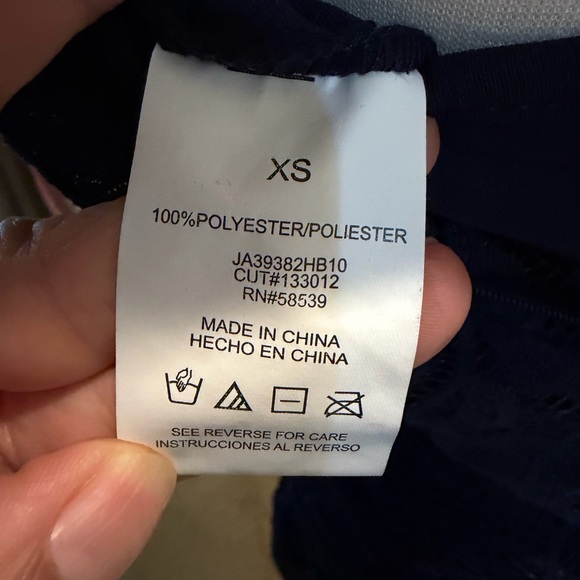 XS
100%POLYESTER/POLIESTER
JA39382HB10
CUT#133012
RN#58539
MADE IN CHINA
HECHO EN CHINA
SEE REVERSE FOR CARE
INSTRUCCIONES AL REVERSO